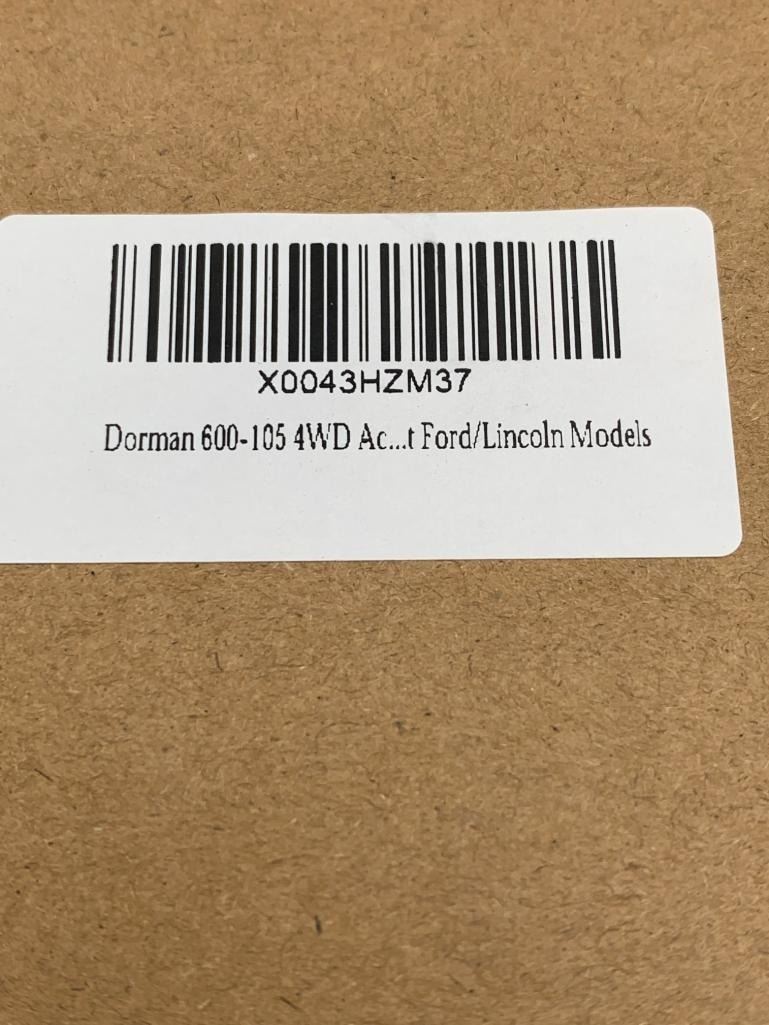 X0043HZM37
Dorman 600-105 4WD Ac...t Ford/Lincoln Models